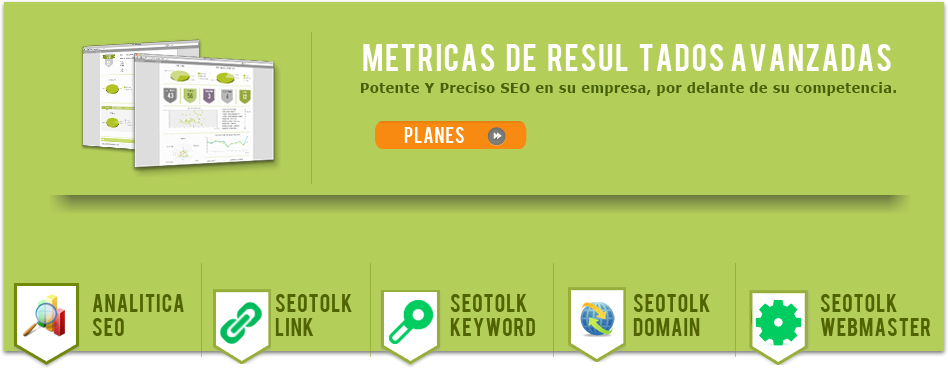 METRICAS DE RESUL TADOS AVANZADAS
Potente Y Preciso SEO en su empresa, por delante de su competencia.
PLANES
ANALITICA
SEO
SEOTOLK
LINK
SEOTOLK
KEYWORD
SEOTOLK
DOMAIN
SEOTOLK
WEBMASTER